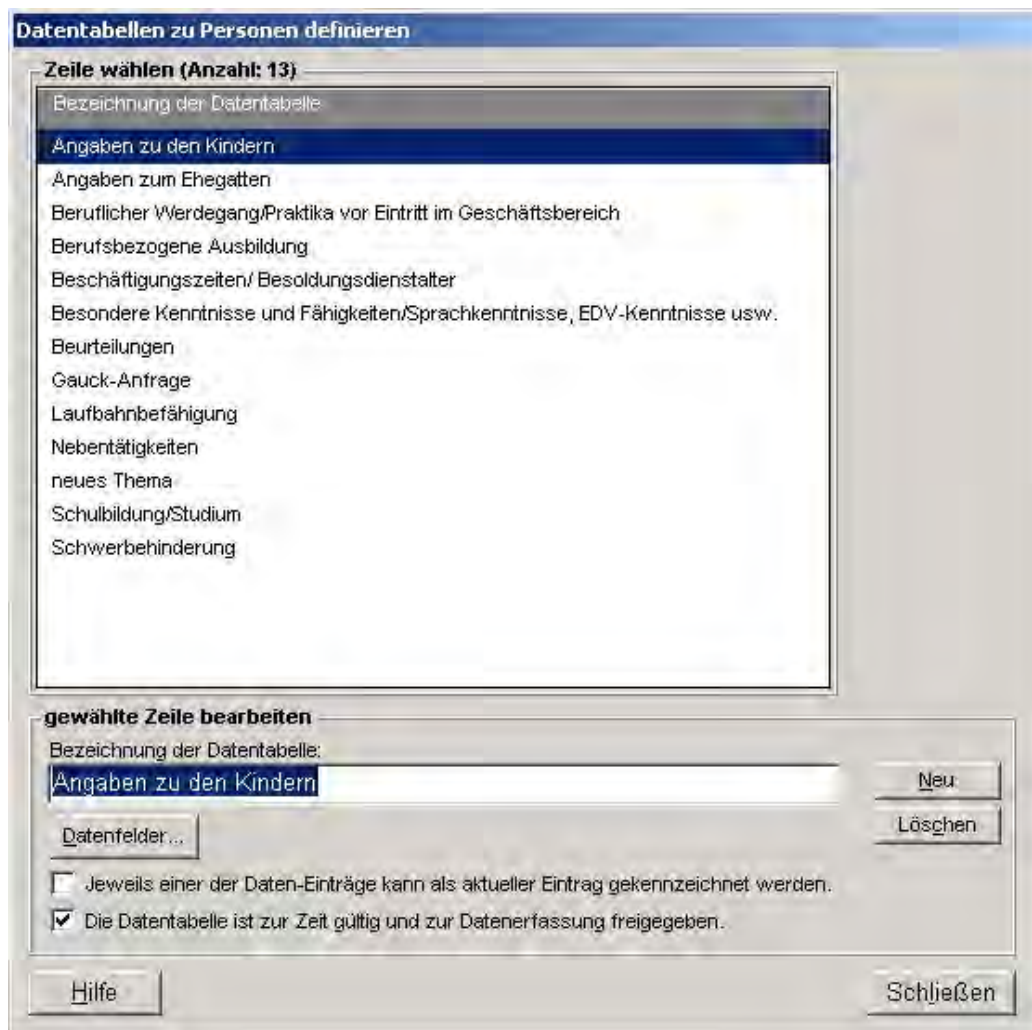 Datentabellen zu Personen definieren
Zeile wählen (Anzahl: 13)
Bezeichnung der Datentabelle
Angaben zu den Kindern
Angaben zum Ehegatten
Beruflicher Werdegang/Praktika vor Eintritt im Geschäftsbereich
Berufsbezogene Ausbildung
Beschäftigungszeiten/ Besoldungsdienstalter
Besondere Kenntnisse und Fähigkeiten/Sprachkenntnisse, EDV-Kenntnisse usw.
Beurteilungen
Gauck-Anfrage
Laufbahnbefähigung
Nebentätigkeiten
neues Thema
Schulbildung/Studium
Schwerbehinderung
gewählte Zeile bearbeiten
Bezeichnung der Datentabelle:
Angaben zu den Kindern
Neu
Löschen
Datenfelder...
Jeweils einer der Daten-Einträge kann als aktueller Eintrag gekennzeichnet werden.
Die Datentabelle ist zur Zeit gültig und zur Datenerfassung freigegeben.
Hilfe
Schließen